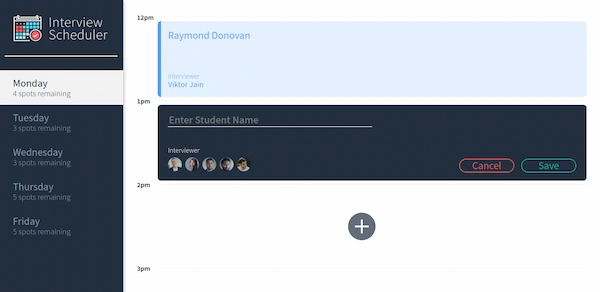 Interview
Scheduler
Monday
4 spots remaining
Tuesday
3 spots remaining
Wednesday
3 spots remaining
Thursday
5 spots remaining
Friday
5 spots remaining
12pm
Raymond Donovan
Interviewer
Viktor Jain
1pm
Enter Student Name
Interviewer
Cancel
Save
2pm
3pm